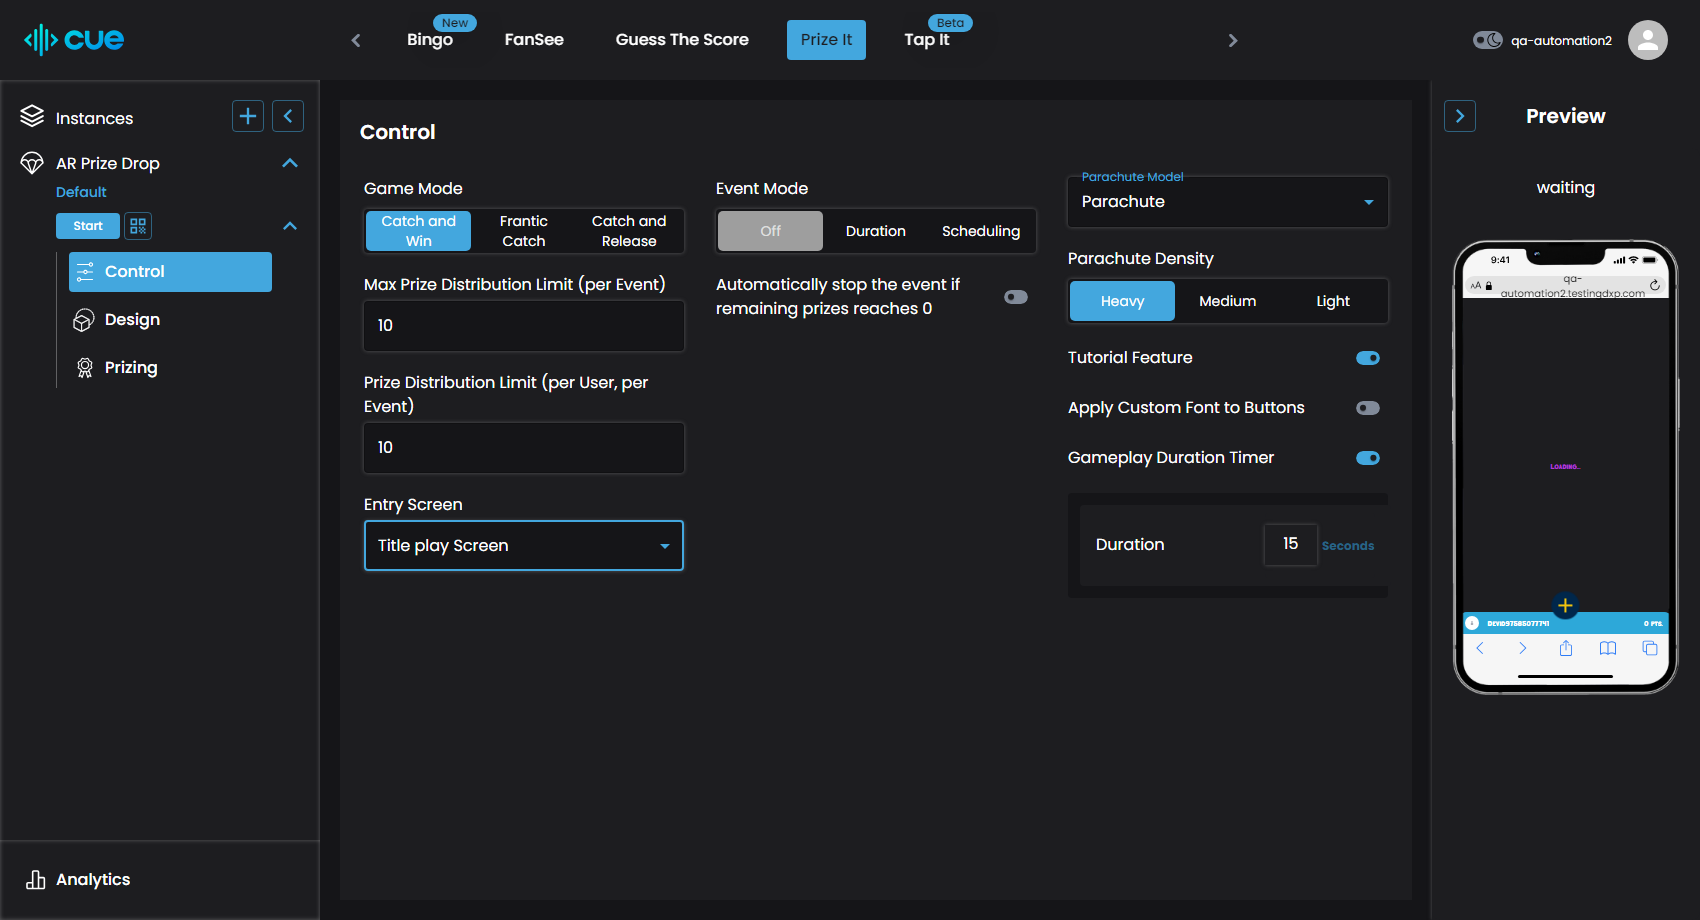 cue
New
Bingo
FanSee
Guess The Score
Prize It
Beta
Tap It
qa-automation2
Instances
AR Prize Drop
Default
Start
Control
Design
Prizing
Analytics
Control
Game Mode
Catch and Win
Frantic Catch
Catch and Release
Max Prize Distribution Limit (per Event)
10
Prize Distribution Limit (per User, per
Event)
10
Entry Screen
Title play Screen
Event Mode
Off
Duration
Scheduling
Automatically stop the event if
remaining prizes reaches 0
Parachute Model
Parachute
Parachute Density
Heavy
Medium
Light
Tutorial Feature
Apply Custom Font to Buttons
Gameplay Duration Timer
Duration
15
Seconds
Preview
waiting
9:41
AA
qa-
automation2.testingdxp.com
Loading...
0 PTS.